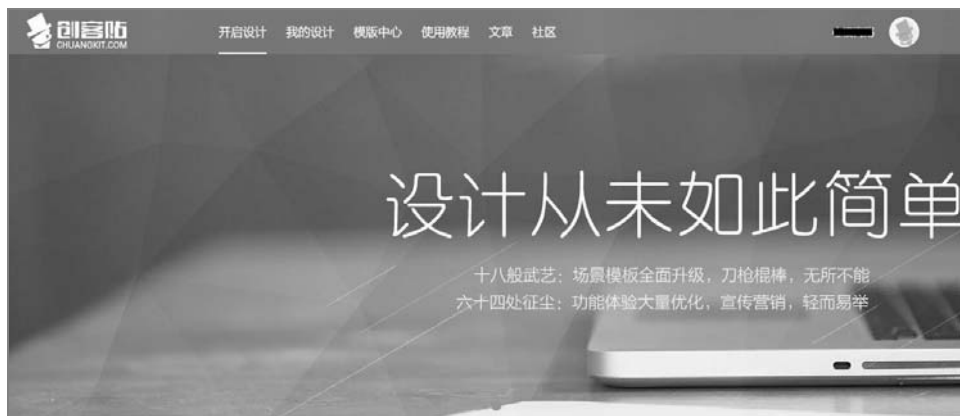 创客贴
CHUANGKIT.COM
开启设计 我的设计 模版中心 使用教程 文章 社区
设计从未如此简单
十八般武艺：场景模板全面升级，刀枪棍棒，无所不能
六十四处征尘：功能体验大量优化，宣传营销，轻而易举